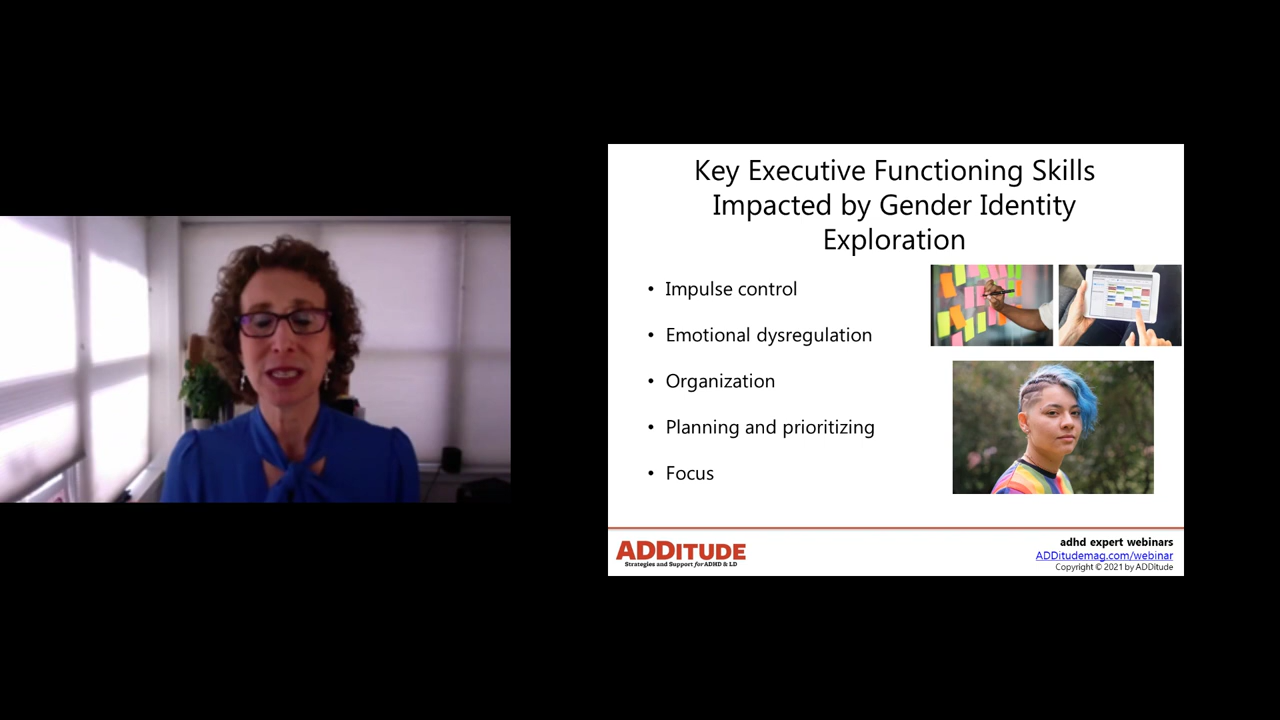 Key Executive Functioning Skills
Impacted by Gender Identity
Exploration
• Impulse control
• Emotional dysregulation
• Organization
• Planning and prioritizing
• Focus
ADDITUDE
Strategies and Support for ADHD & LD
adhd expert webinars
ADDitudemag.com/webinar
Copyright © 2021 by ADDitude